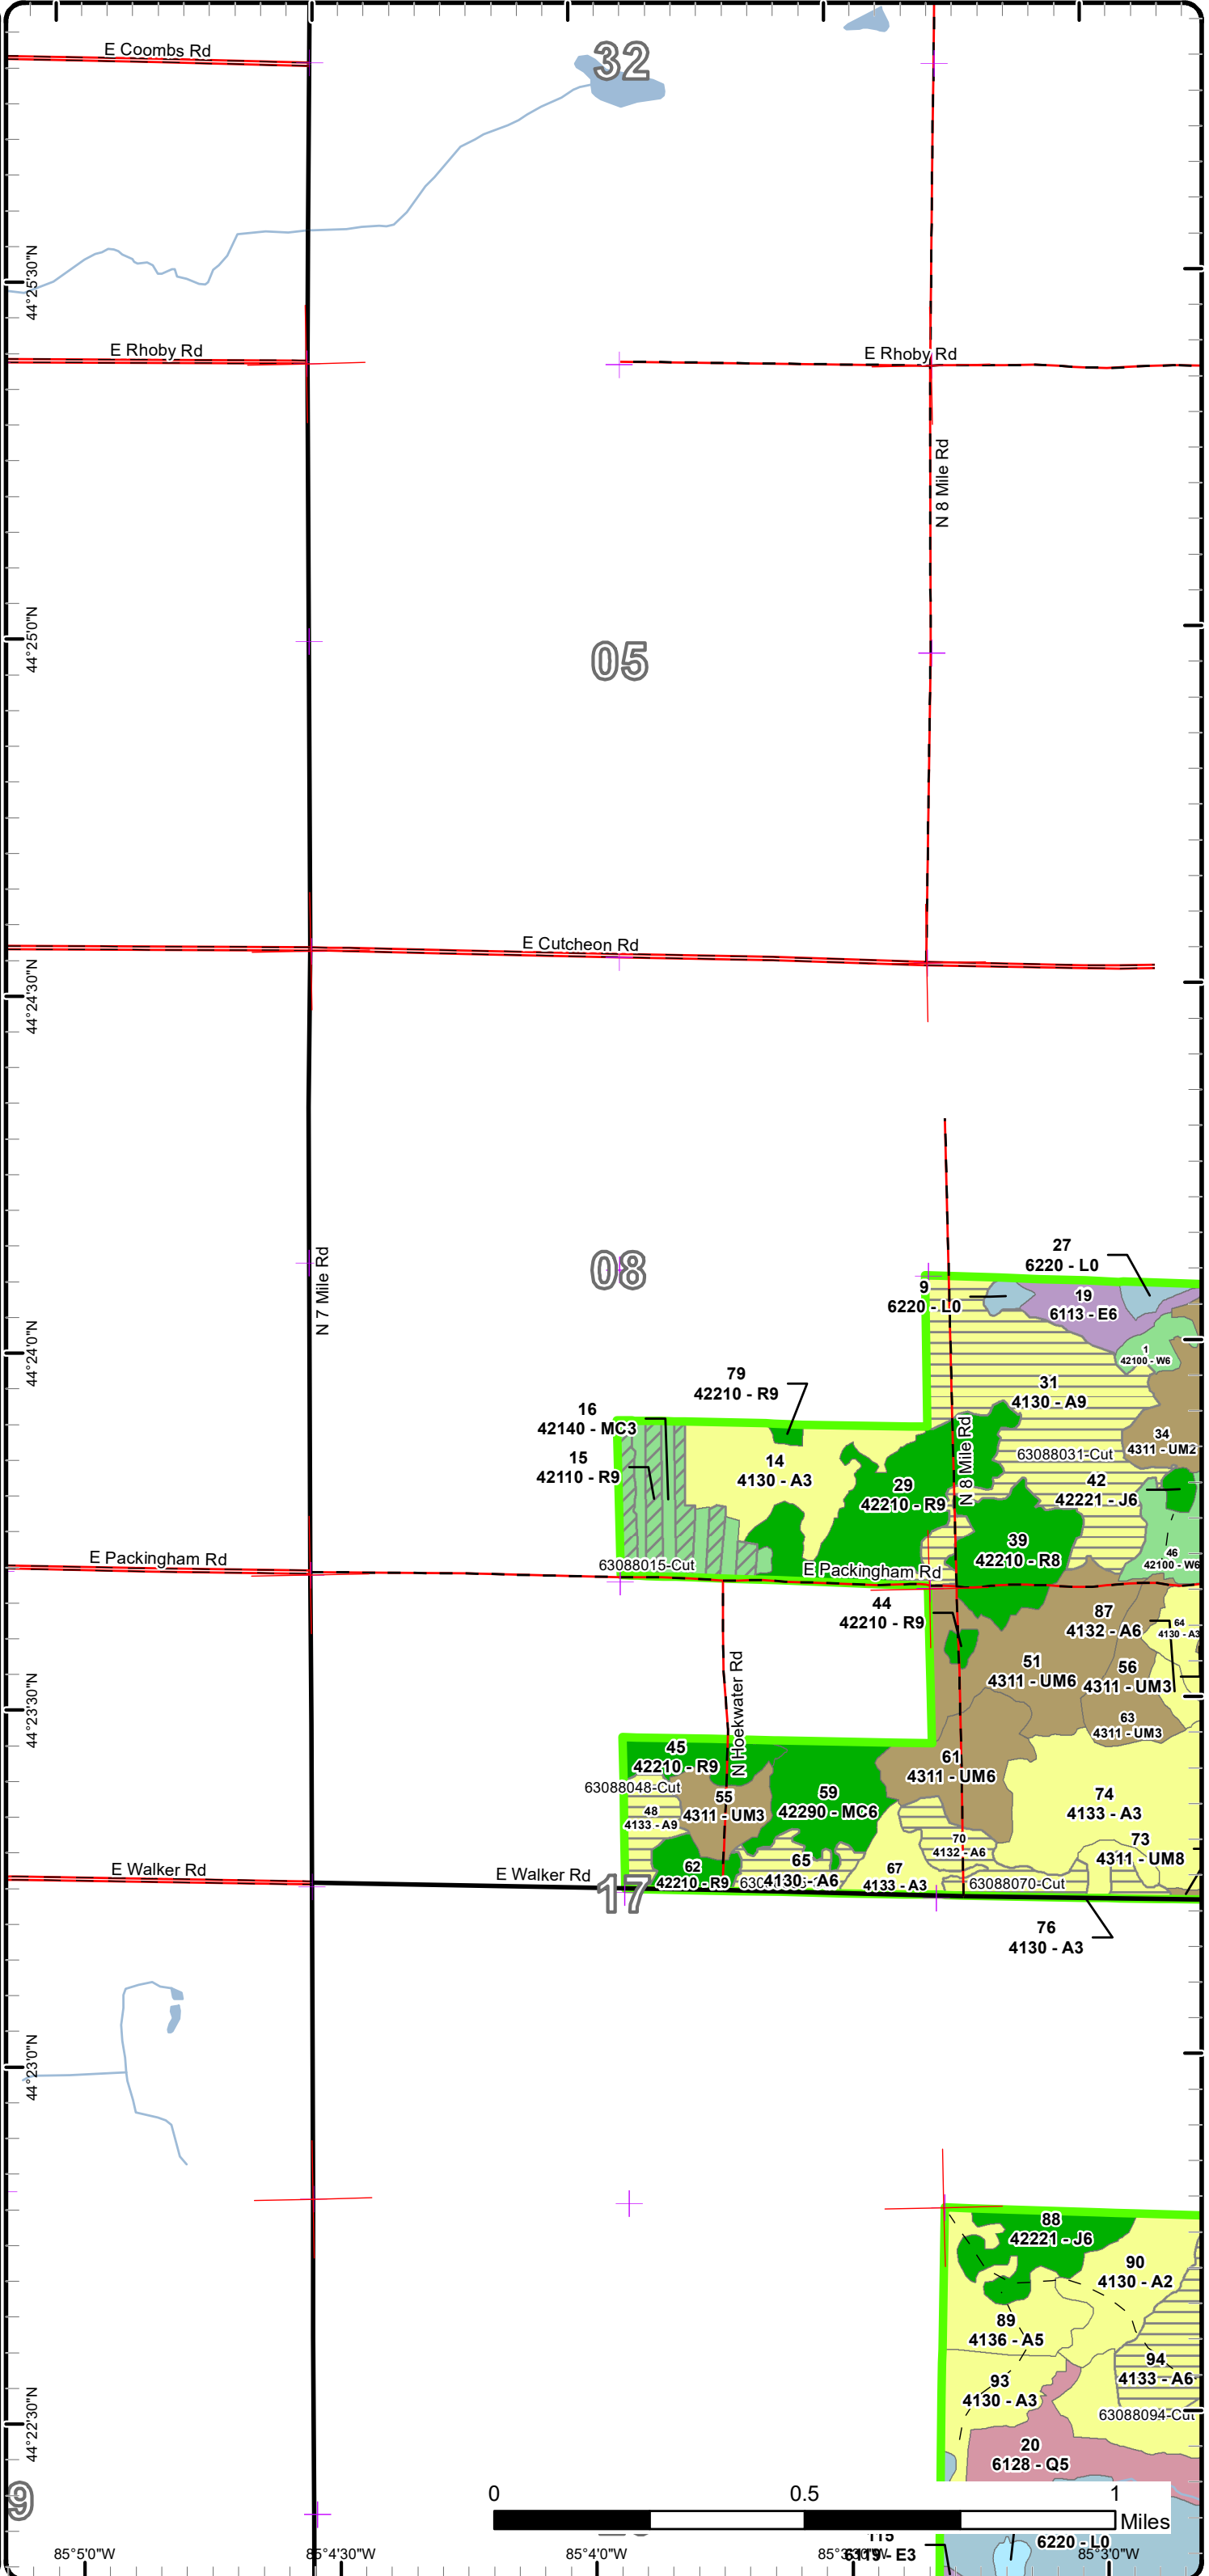 E Coombs Rd
32
44°25'30"N
E Rhoby Rd
E Rhoby Rd
N 8 Mile Rd
44°25'0"N
05
E Cutcheon Rd
44°24'30"N
N 7 Mile Rd
08
27
6220 - L0
9
6220 - L0
19
6113 - E6
44°24'0"N
1
42100 - W6
79
42210 - R9
31
4130 - A9
16
42140 - MC3
34
4311 - UM2
15
42110 - R9
14
4130 - A3
63088031-Cut
N 8 Mile Rd
29
42210 - R9
42
42221 - J6
39
42210 - R8
46
42100 - W6
E Packingham Rd
63088015-Cut
E Packingham Rd
44
42210 - R9
87
4132 - A6
64
4130 - A3
51
4311 - UM6
56
4311 - UM3
44°23'30"N
N Hoekwater Rd
63
4311 - UM3
45
42210 - R9
61
4311 - UM6
63088048-Cut
55
4311 - UM3
59
42290 - MC6
74
4133 - A3
48
4133 - A9
70
4132 - A6
73
4311 - UM8
E Walker Rd
E Walker Rd
62
42210 - R9
65
4130 - A6
67
4133 - A3
63088070-Cut
17
76
4130 - A3
44°23'0"N
88
42221 - J6
90
4130 - A2
89
4136 - A5
94
4133 - A6
93
4130 - A3
63088094-Cut
44°22'30"N
20
6128 - Q5
9
0 0.5 1
Miles
115
6119 - E3
6220 - L0
85°5'0"W
85°4'30"W
85°4'0"W
85°3'0"W